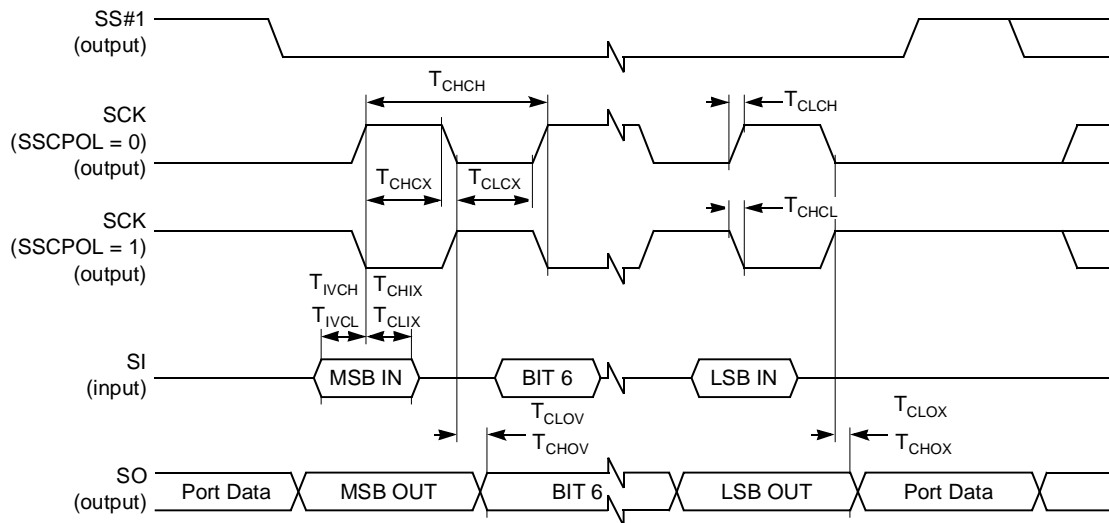 SS#1
(output)
T_CHCH
T_CLCH
SCK
(SSCPOL = 0)
(output)
T_CHCX
T_CLCX
T_CHCL
SCK
(SSCPOL = 1)
(output)
T_IVCH
T_CHIX
T_IVCL
T_CLIX
SI
(input)
MSB IN
BIT 6
LSB IN
T_CLOV
T_CHOV
T_CLOX
T_CHOX
SO
(output)
Port Data
MSB OUT
BIT 6
LSB OUT
Port Data